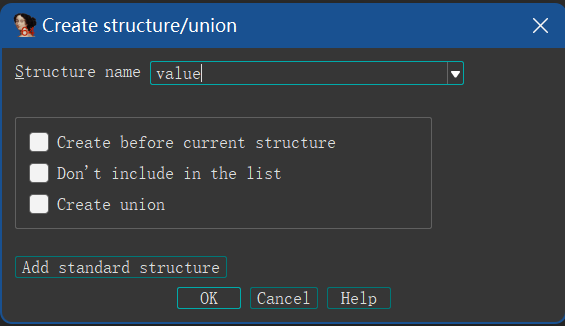 Create structure/union
Structure name value
Create before current structure
Don't include in the list
Create union
Add standard structure
OK Cancel Help